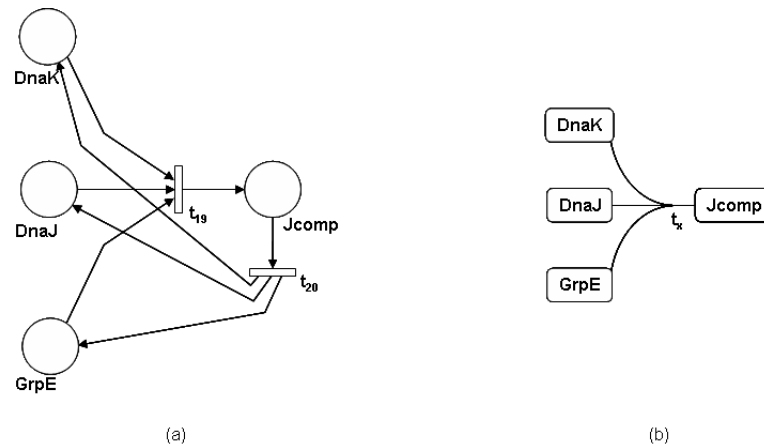 DnaK
DnaJ
GrpE
t19
Jcomp
t20
(a)
DnaK
DnaJ
GrpE
tx
Jcomp
(b)